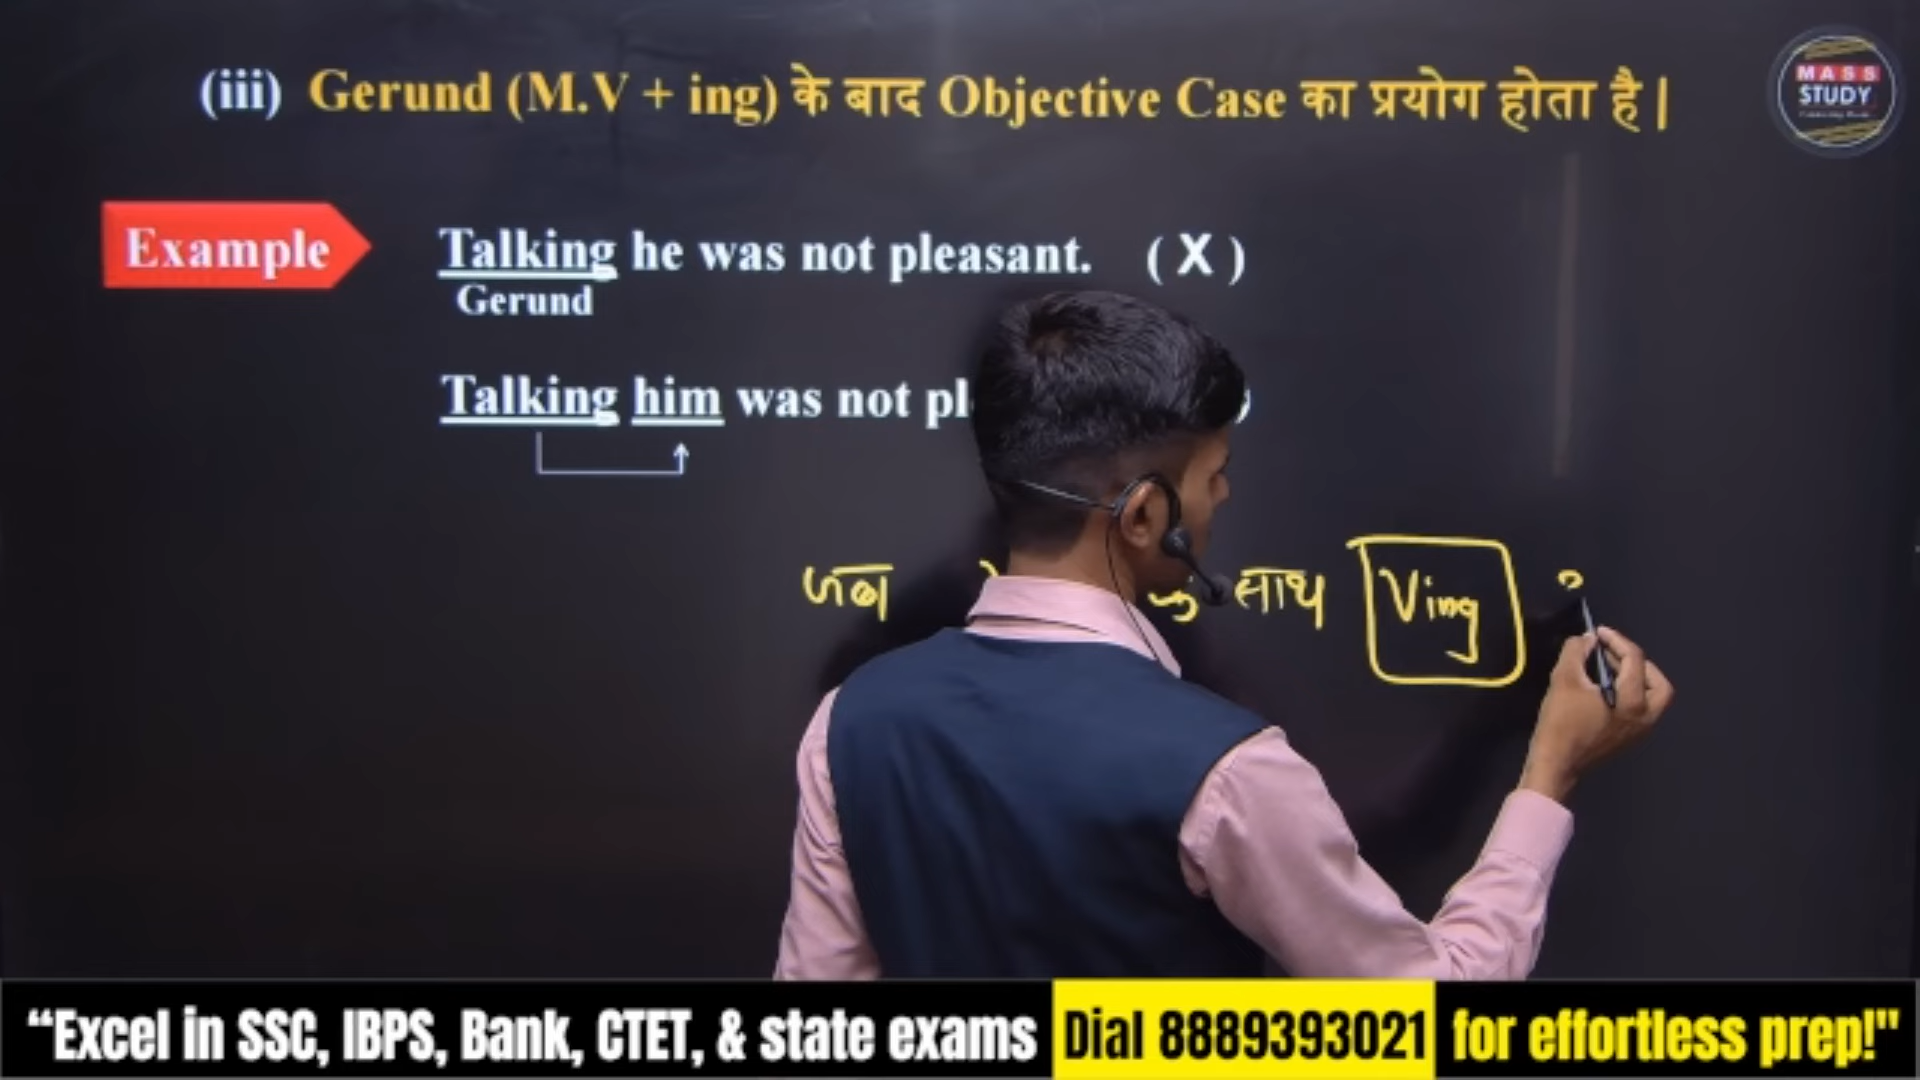 (iii) Gerund (M.V + ing) के बाद Objective Case का प्रयोग होता है |
MASS
STUDY
Example
Talking he was not pleasant. ( X )
Gerund
Talking him was not
जब साथ Ving
"Excel in SSC, IBPS, Bank, CTET, & state exams Dial 8889393021 for effortless prep!"